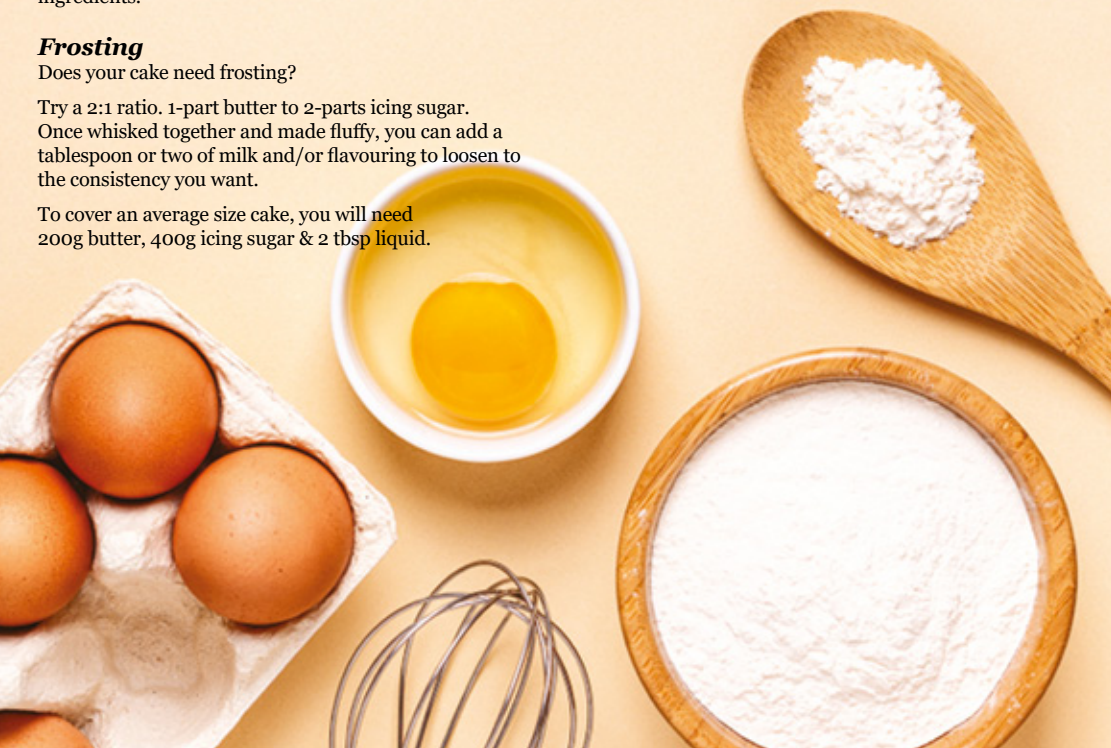 ingredients.
Frosting
Does your cake need frosting?
Try a 2:1 ratio. 1-part butter to 2-parts icing sugar.
Once whisked together and made fluffy, you can add a
tablespoon or two of milk and/or flavouring to loosen to
the consistency you want.
To cover an average size cake, you will need
200g butter, 400g icing sugar & 2 tbsp liquid.